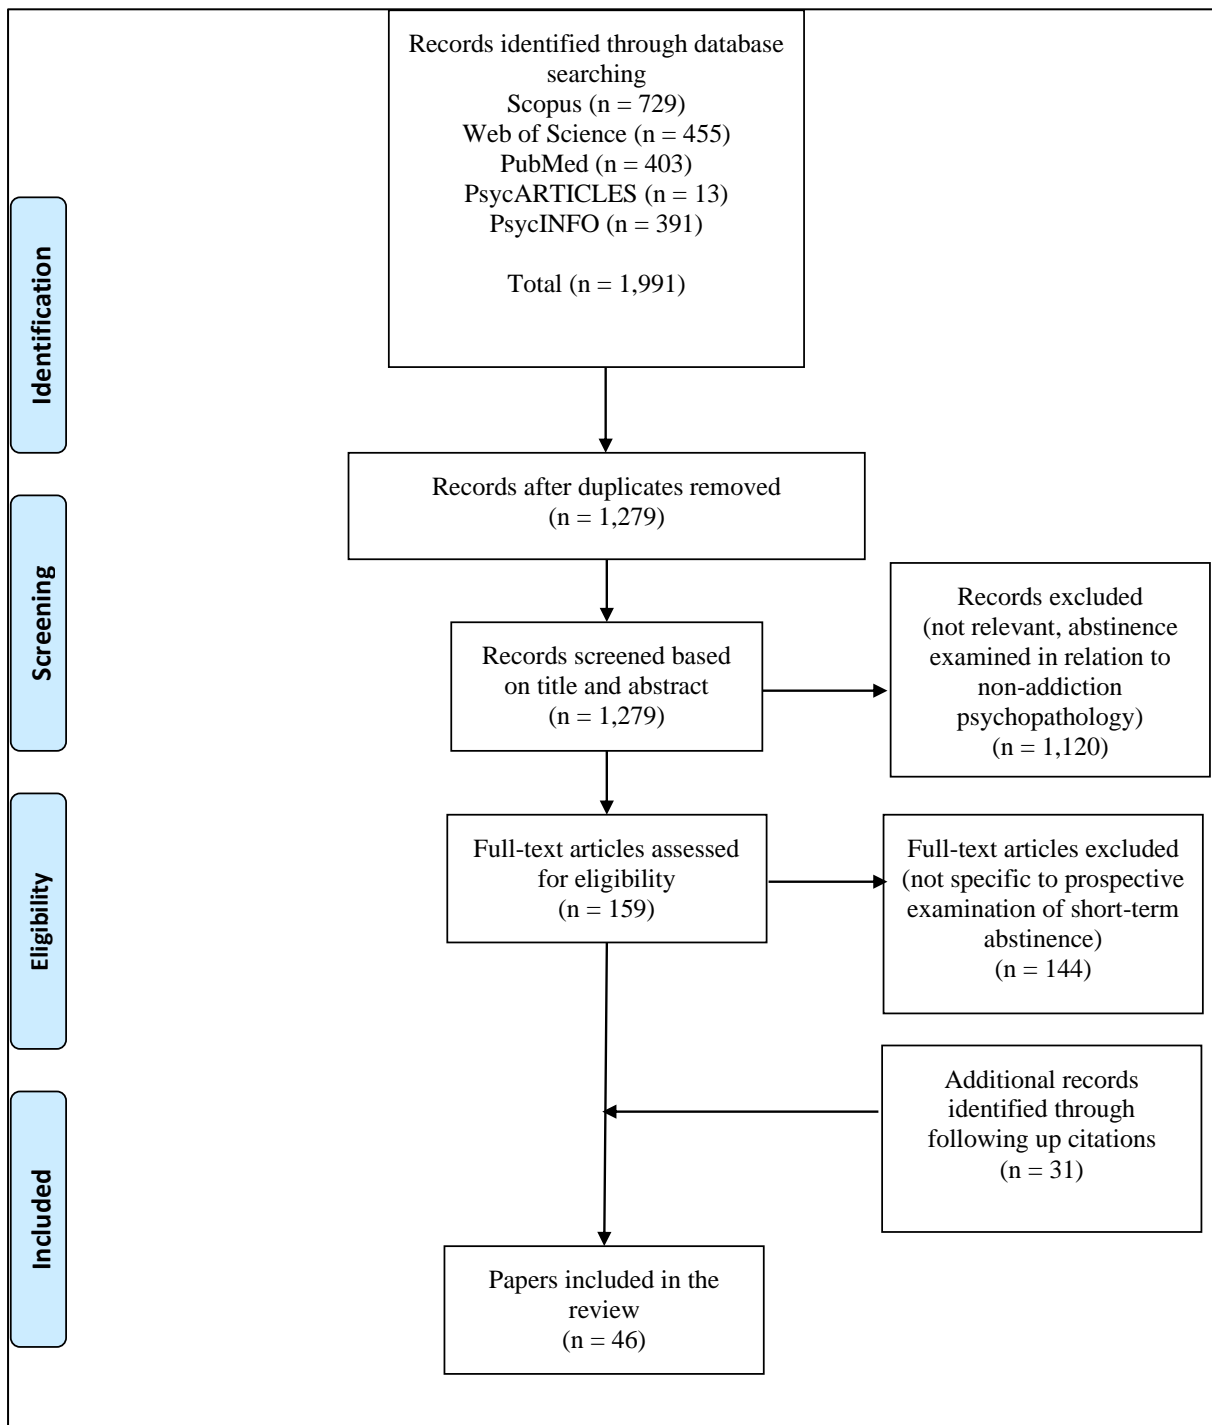 Records identified through database
searching
Scopus (n = 729)
Web of Science (n = 455)
PubMed (n = 403)
PsycARTICLES (n = 13)
PsycINFO (n = 391)
Total (n = 1,991)
Identification
Records after duplicates removed
(n = 1,279)
Screening
Records screened based
on title and abstract
(n = 1,279)
Records excluded
(not relevant, abstinence
examined in relation to
non-addiction
psychopathology)
(n = 1,120)
Eligibility
Full-text articles assessed
for eligibility
(n = 159)
Full-text articles excluded
(not specific to prospective
examination of short-term
abstinence)
(n = 144)
Additional records
identified through
following up citations
(n = 31)
Included
Papers included in the
review
(n = 46)